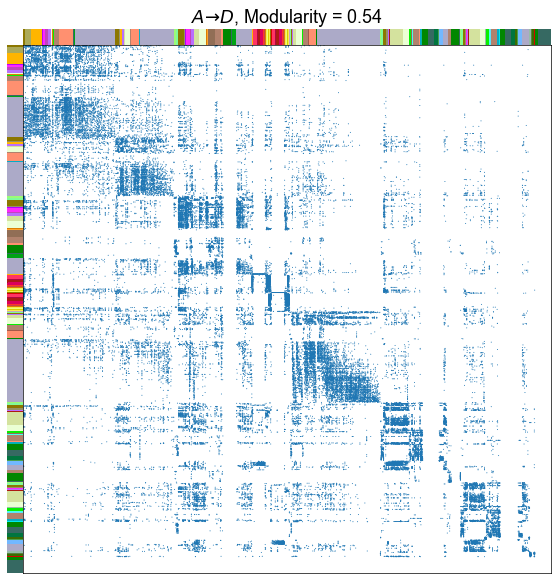 A→D, Modularity = 0.54